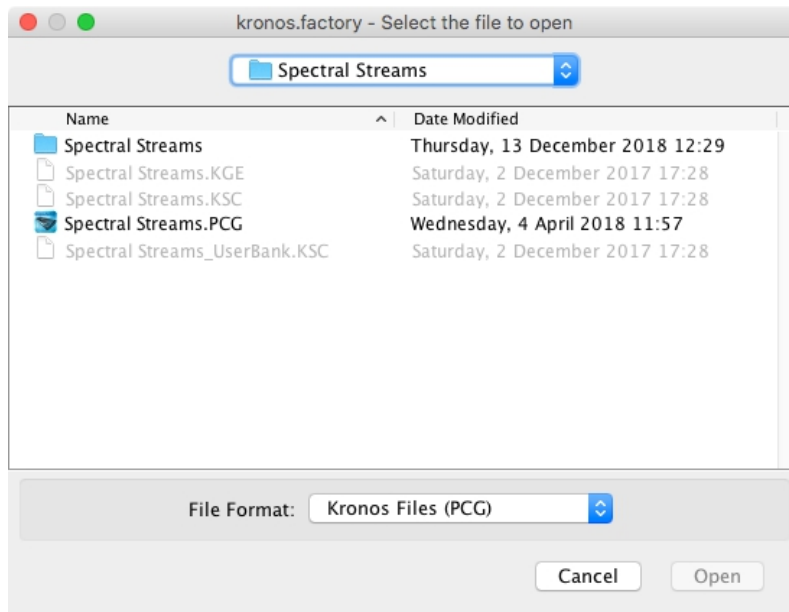 kronos.factory - Select the file to open
Spectral Streams
Name Date Modified
Spectral Streams Thursday, 13 December 2018 12:29
Spectral Streams.KGE Saturday, 2 December 2017 17:28
Spectral Streams.KSC Saturday, 2 December 2017 17:28
Spectral Streams.PCG Wednesday, 4 April 2018 11:57
Spectral Streams_UserBank.KSC Saturday, 2 December 2017 17:28
File Format: Kronos Files (PCG)
Cancel Open